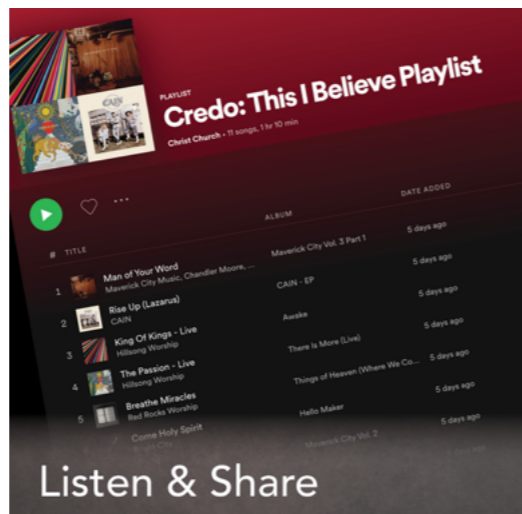 CAIN
PLAYLIST
Credo: This I Believe Playlist
Christ Church • 11 songs, 1 hr 10 min
# TITLE ALBUM DATE ADDED
1 Man of Your Word Maverick City Vol. 3 Part 1 5 days ago
Maverick City Music, Chandler Moore, ...
2 Rise Up (Lazarus) CAIN - EP 5 days ago
CAIN
3 King Of Kings - Live Awake 5 days ago
Hillsong Worship
4 The Passion - Live There Is More (Live) 5 days ago
Hillsong Worship
5 Breathe Miracles Things of Heaven (Where We Co... 5 days ago
Red Rocks Worship
Come Holy Spirit Hello Maker 5 days ago
City
Maverick City Vol. 2 5 days ago
Listen & Share